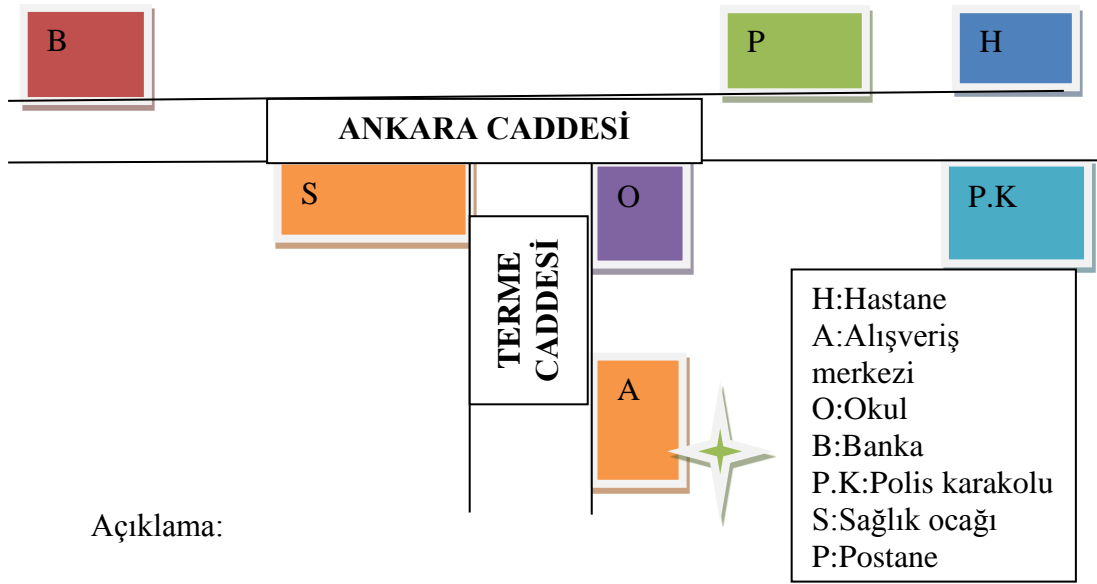 B
P
H
ANKARA CADDESİ
S
O
P.K
TERME
CADDESİ
A
H:Hastane
A:Alışveriş
merkezi
O:Okul
B:Banka
P.K:Polis karakolu
S:Sağlık ocağı
P:Postane
Açıklama: